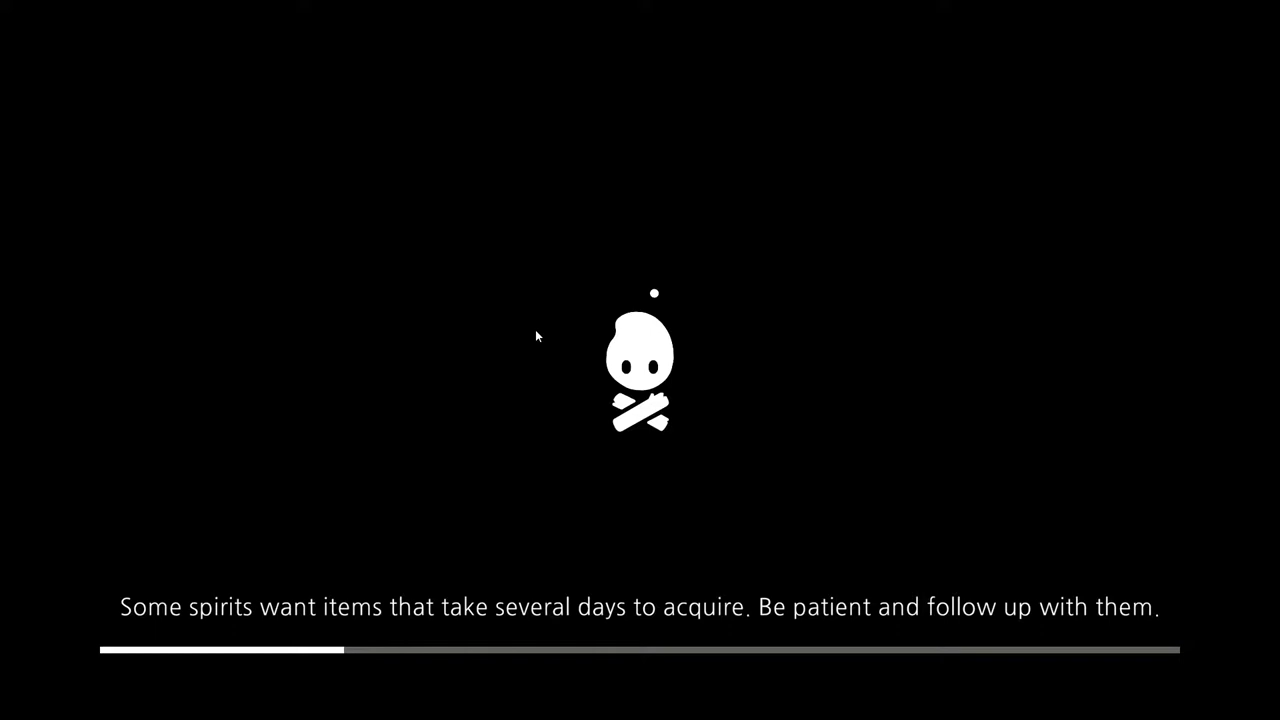 Some spirits want items that take several days to acquire. Be patient and follow up with them.